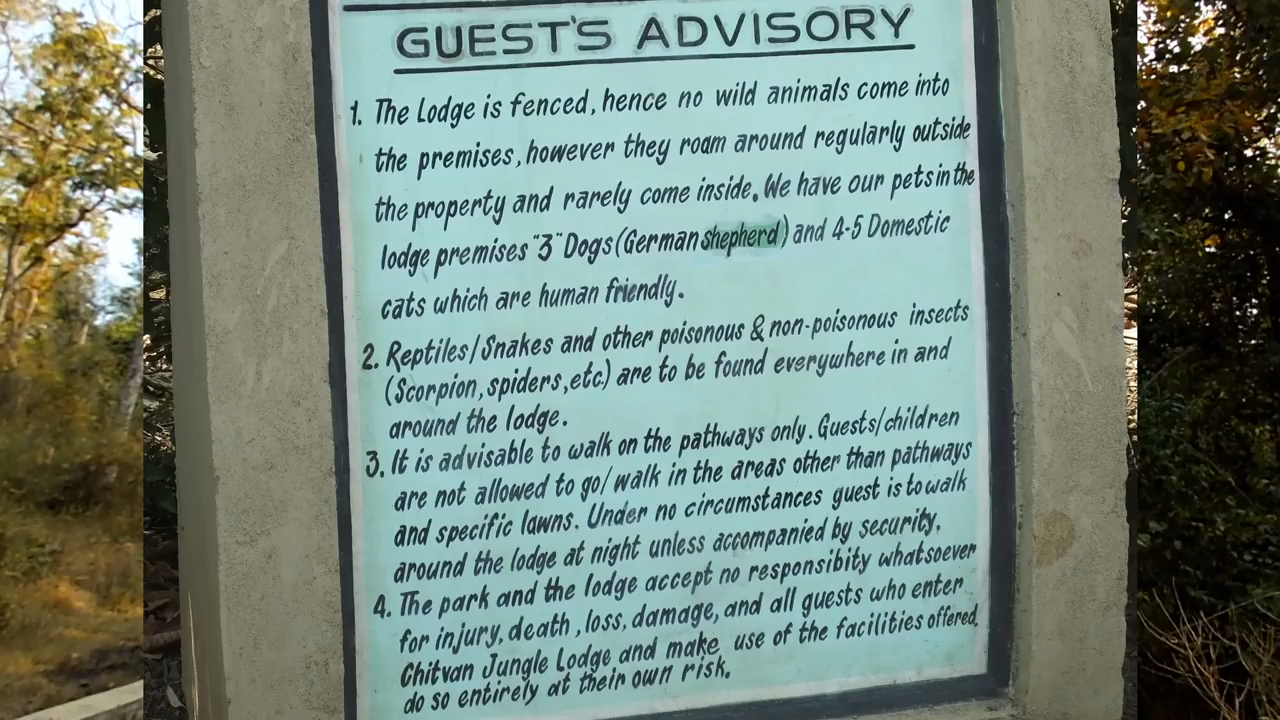 GUEST'S ADVISORY
1. The Lodge is fenced, hence no wild animals come into
the premises, however they roam around regularly outside
the property and rarely come inside. We have our pets in the
lodge premises "3" Dogs (German shepherd) and 4-5 Domestic
cats which are human friendly.
2. Reptiles/Snakes and other poisonous & non-poisonous insects
(Scorpion, spiders, etc.) are to be found everywhere in and
around the lodge.
3. It is advisable to walk on the pathways only. Guests/children
are not allowed to go/walk in the areas other than pathways
and specific lawns. Under no circumstances guest is to walk
around the lodge at night unless accompanied by security.
4. The park and the lodge accept no responsibity whatsoever
for injury, death, loss, damage, and all guests who enter
Chitvan Jungle Lodge and make use of the facilities offered,
do so entirely at their own risk.